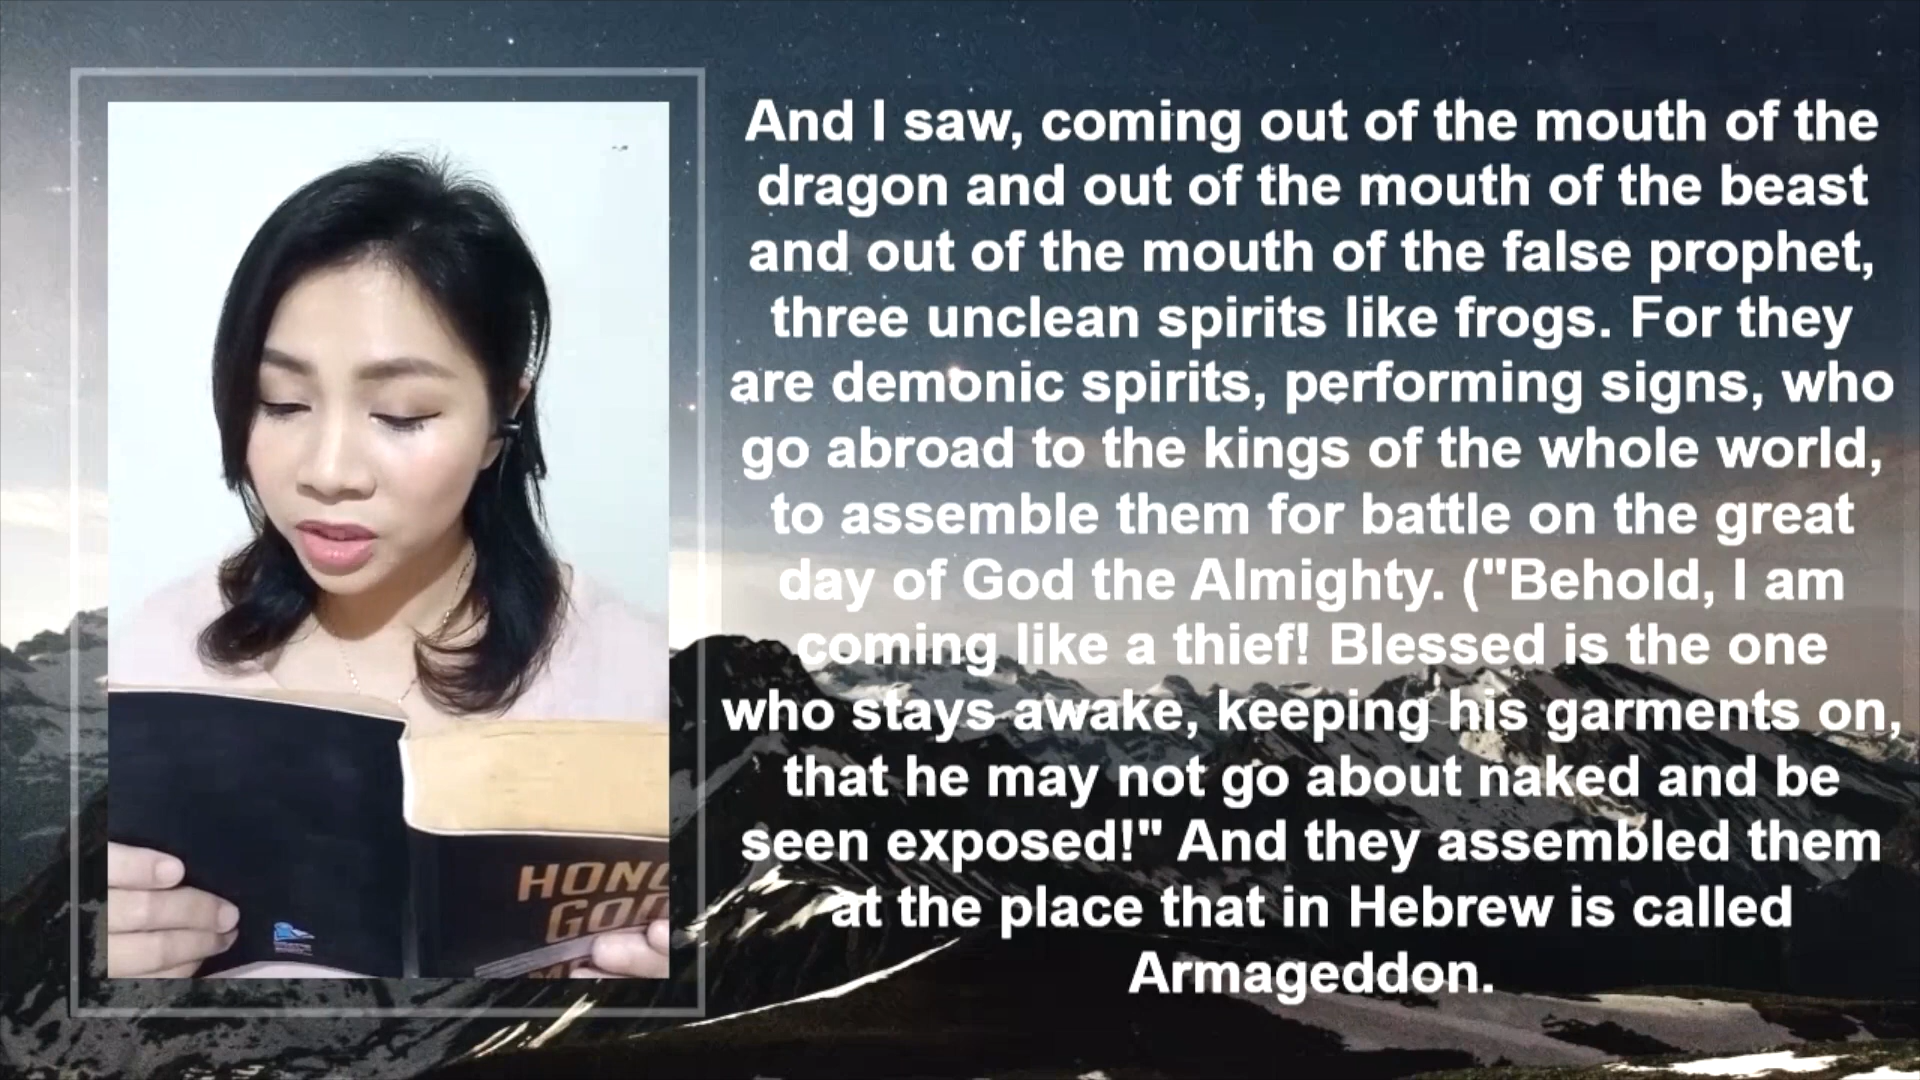 And I saw, coming out of the mouth of the
dragon and out of the mouth of the beast
and out of the mouth of the false prophet,
three unclean spirits like frogs. For they
are demonic spirits, performing signs, who
go abroad to the kings of the whole world,
to assemble them for battle on the great
day of God the Almighty. ("Behold, I am
coming like a thief! Blessed is the one
who stays awake, keeping his garments on,
that he may not go about naked and be
seen exposed!" And they assembled them
at the place that in Hebrew is called
Armageddon.